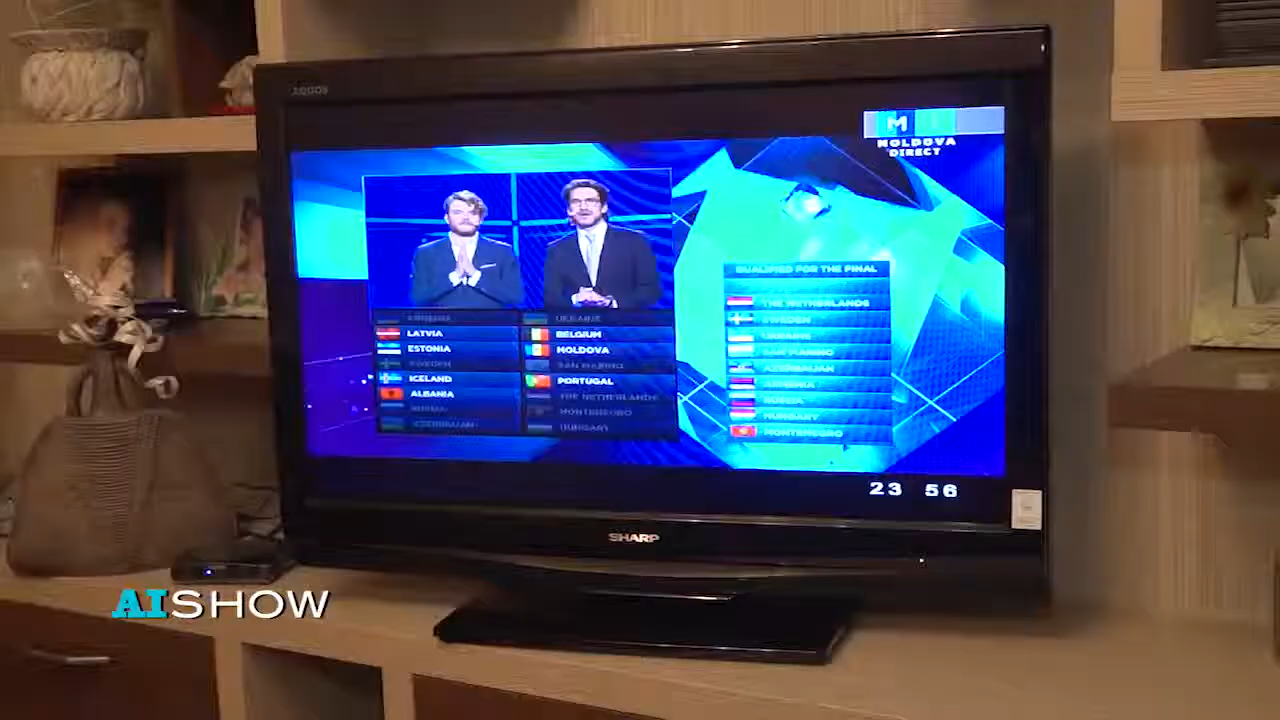 AQUOS
M 1
MOLDOVA
DIRECT
QUALIFIED FOR THE FINAL
THE NETHERLANDS
SWEDEN
UKRAINE
SAN MARINO
AZERBAIJAN
ARMENIA
RUSSIA
HUNGARY
MONTENEGRO
ARMENIA
LATVIA
ESTONIA
SWEDEN
ICELAND
ALBANIA
RUSSIA
AZERBAIJAN
UKRAINE
BELGIUM
MOLDOVA
SAN MARINO
PORTUGAL
THE NETHERLANDS
MONTENEGRO
HUNGARY
23 56
SHARP
AISHOW